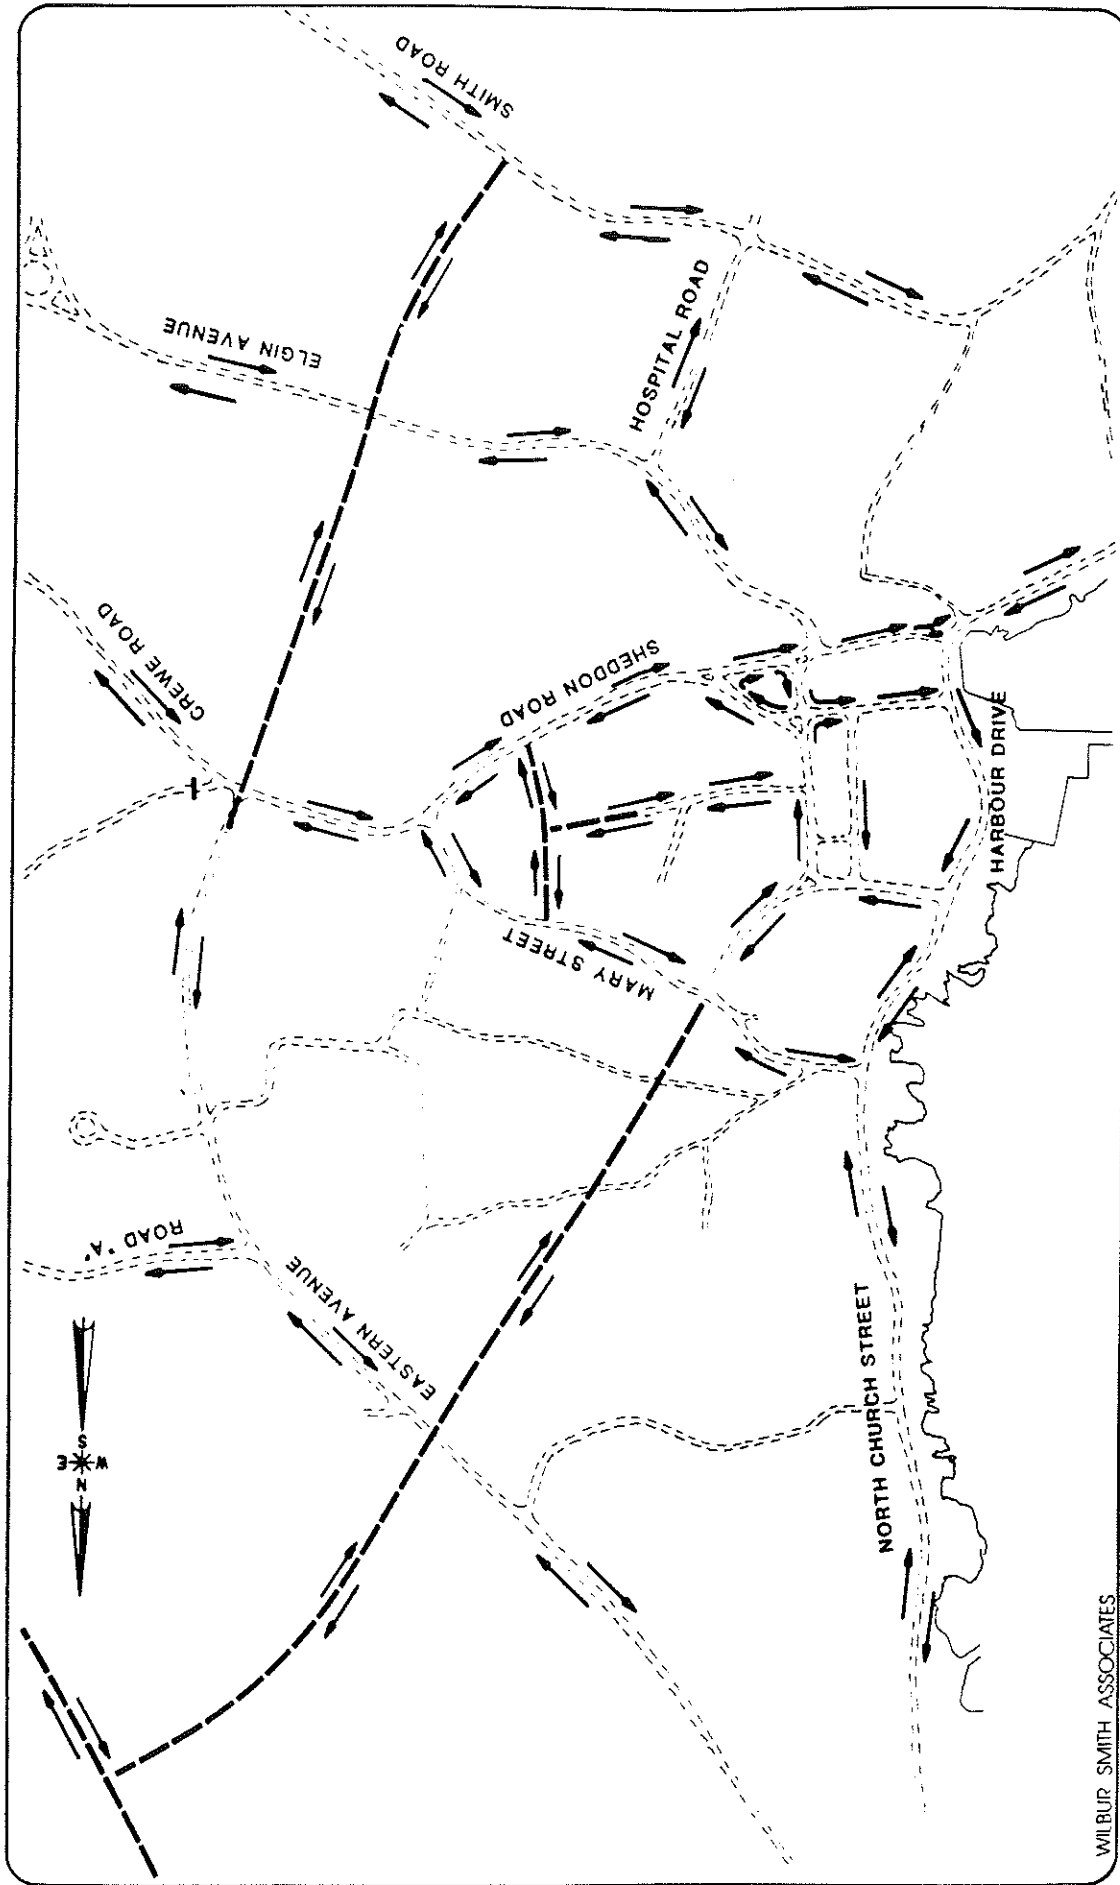 SMITH ROAD
ELGIN AVENUE
HOSPITAL ROAD
CREWE ROAD
SHEDDON ROAD
HARBOUR DRIVE
MARY STREET
ROAD 'A'
EASTERN AVENUE
NORTH CHURCH STREET
N
S
E
W
WILBUR SMITH ASSOCIATES